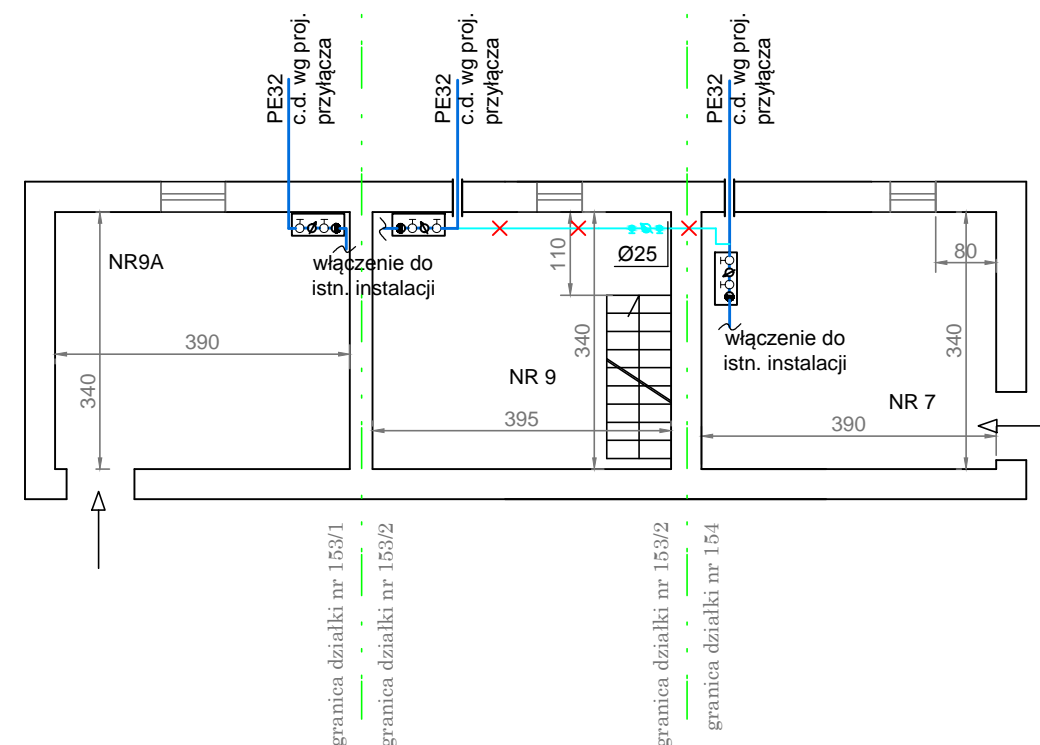 PE32
c.d. wg proj.
przyłącza
PE32
c.d. wg proj.
przyłącza
PE32
c.d. wg proj.
przyłącza
NR9A
włączenie do
istn. instalacji
110
Ø25
80
390
340
NR 9
340
włączenie do
istn. instalacji
340
395
NR 7
390
granica działki nr 153/1
granica działki nr 153/2
granica działki nr 153/2
granica działki nr 154